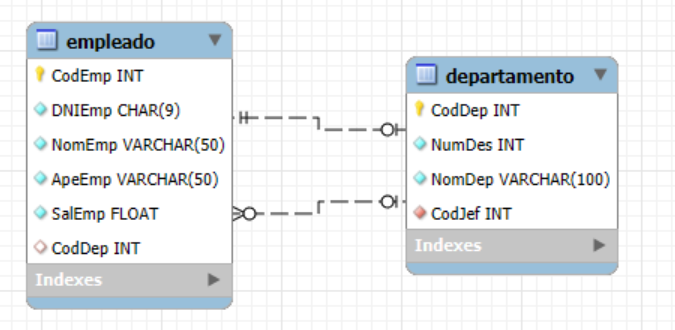 empleado
CodEmp INT
DNIEmp CHAR(9)
NomEmp VARCHAR(50)
ApeEmp VARCHAR(50)
SalEmp FLOAT
CodDep INT
Indexes
departamento
CodDep INT
NumDes INT
NomDep VARCHAR(100)
CodJef INT
Indexes